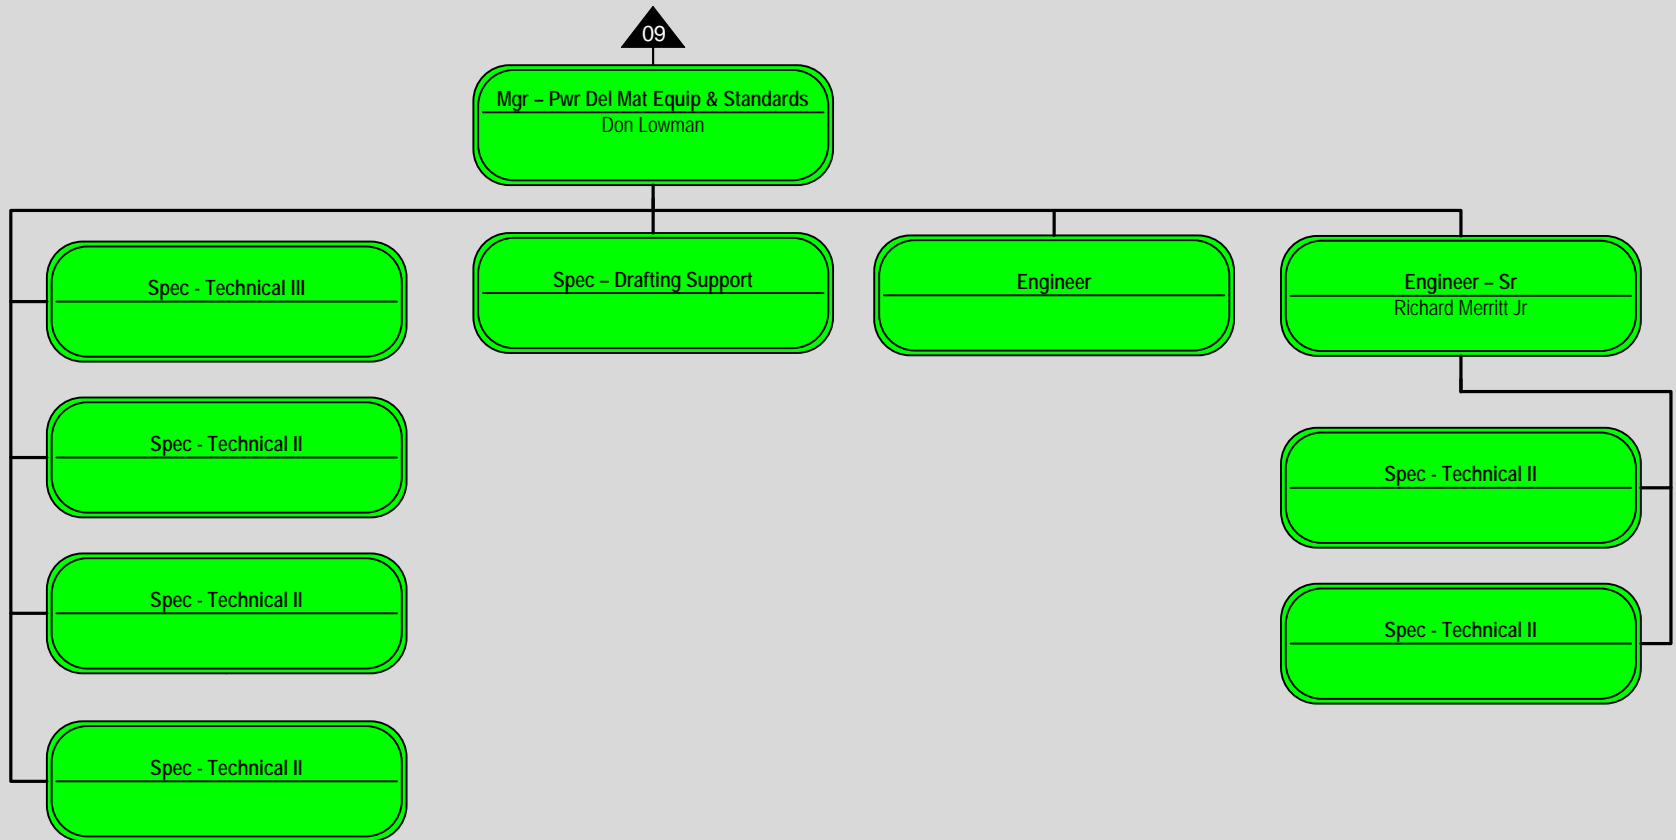 09
Mgr – Pwr Del Mat Equip & Standards
Don Lowman
Spec - Technical III
Spec – Drafting Support
Engineer
Engineer – Sr
Richard Merritt Jr
Spec - Technical II
Spec - Technical II
Spec - Technical II
Spec - Technical II
Spec - Technical II